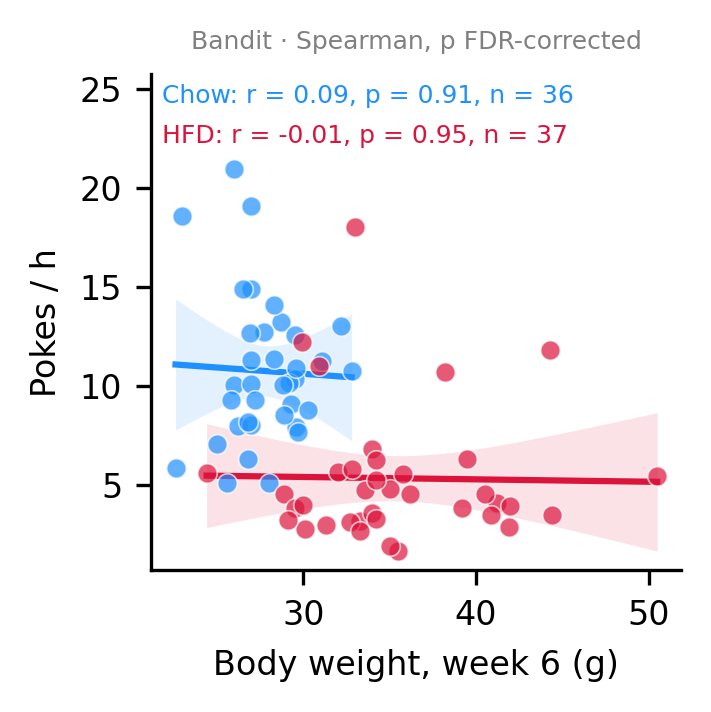 Bandit · Spearman, p FDR-corrected
Chow: r = 0.09, p = 0.91, n = 36
HFD: r = -0.01, p = 0.95, n = 37
Pokes / h
25
20
15
10
5
30 40 50
Body weight, week 6 (g)